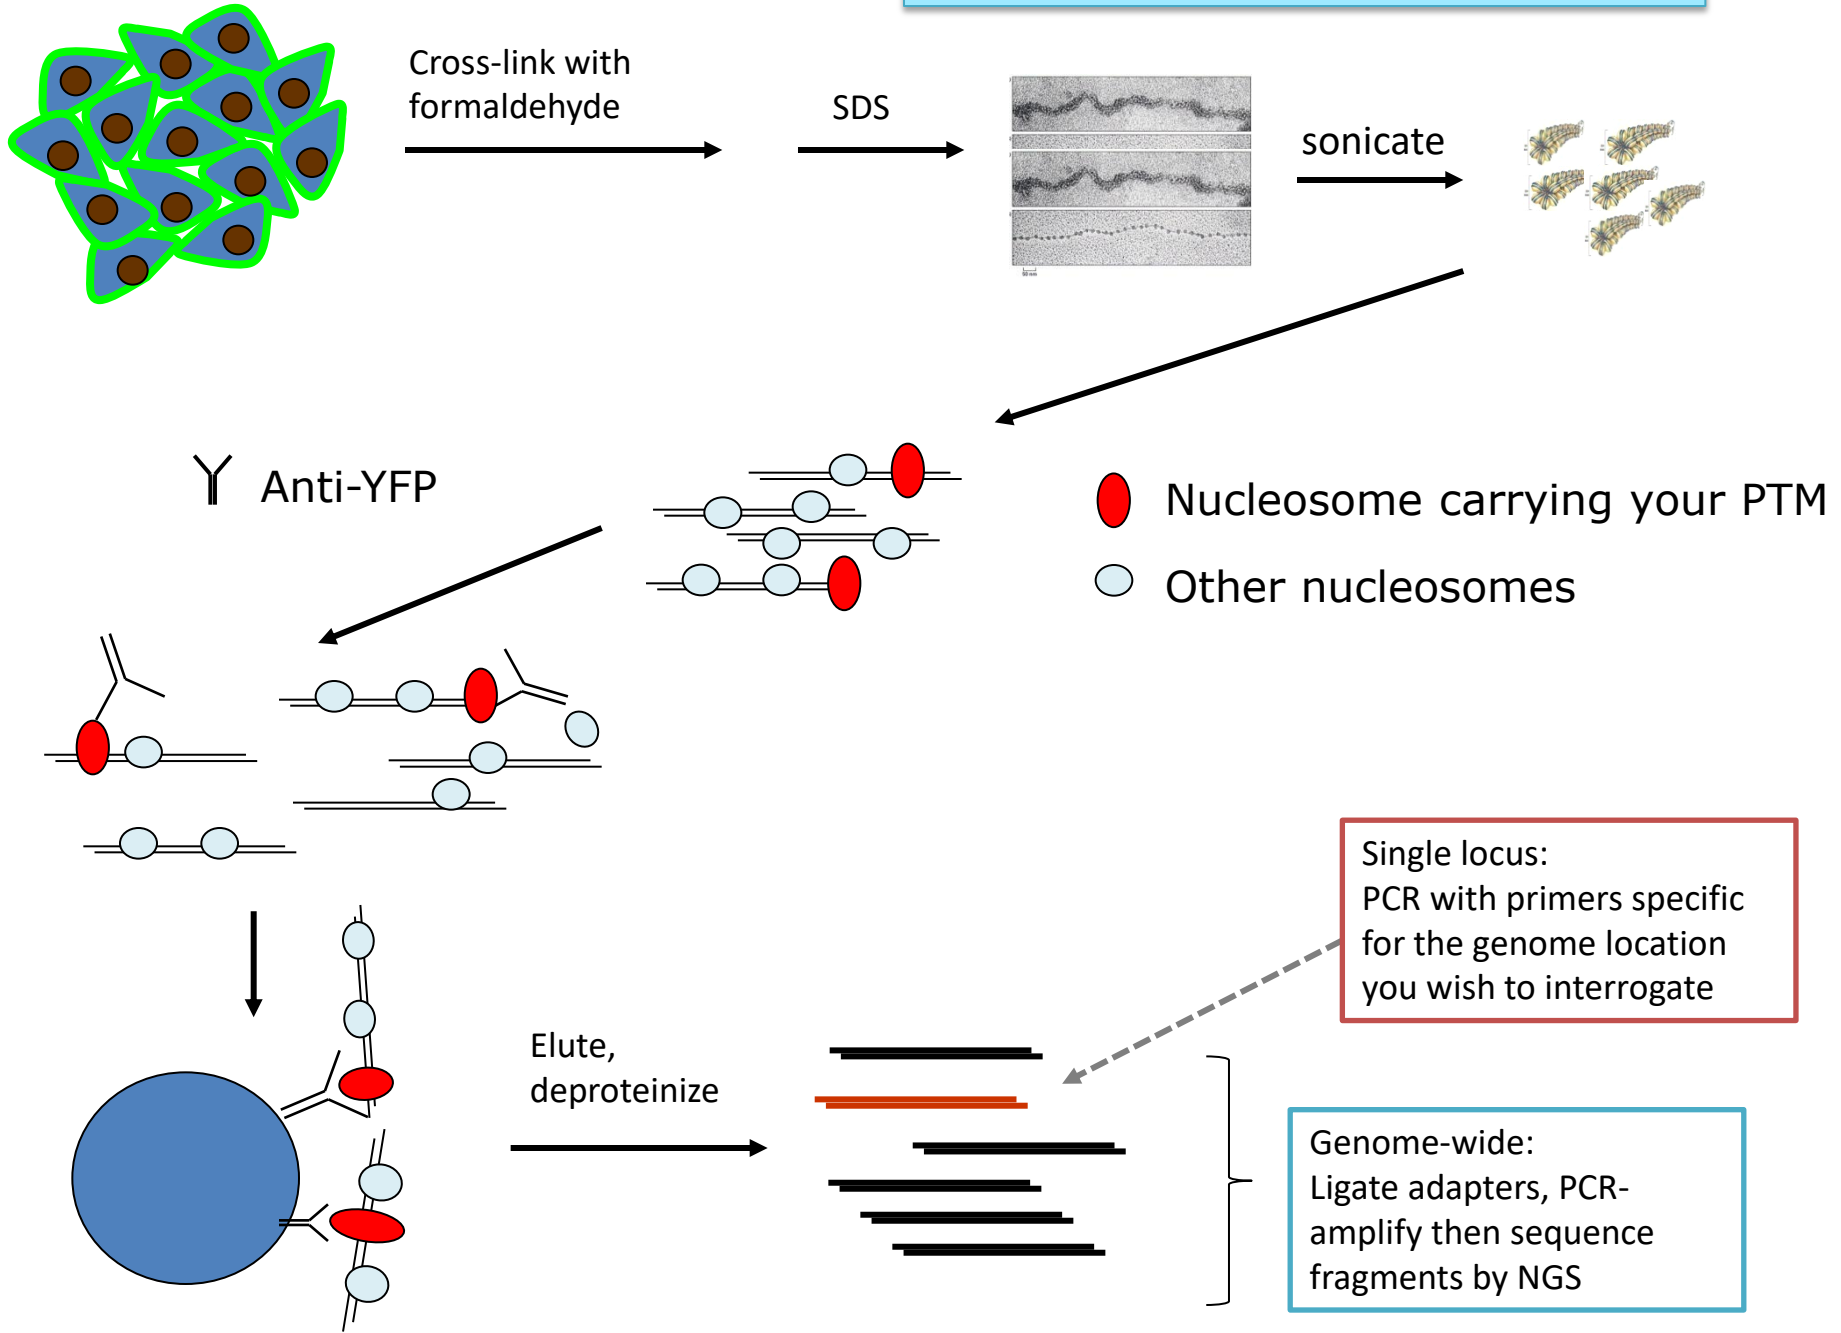 Cross-link with
formaldehyde
SDS
sonicate
50 nm
Anti-YFP
Nucleosome carrying your PTM
Other nucleosomes
Single locus:
PCR with primers specific
for the genome location
you wish to interrogate
Elute,
deproteinize
Genome-wide:
Ligate adapters, PCR-
amplify then sequence
fragments by NGS